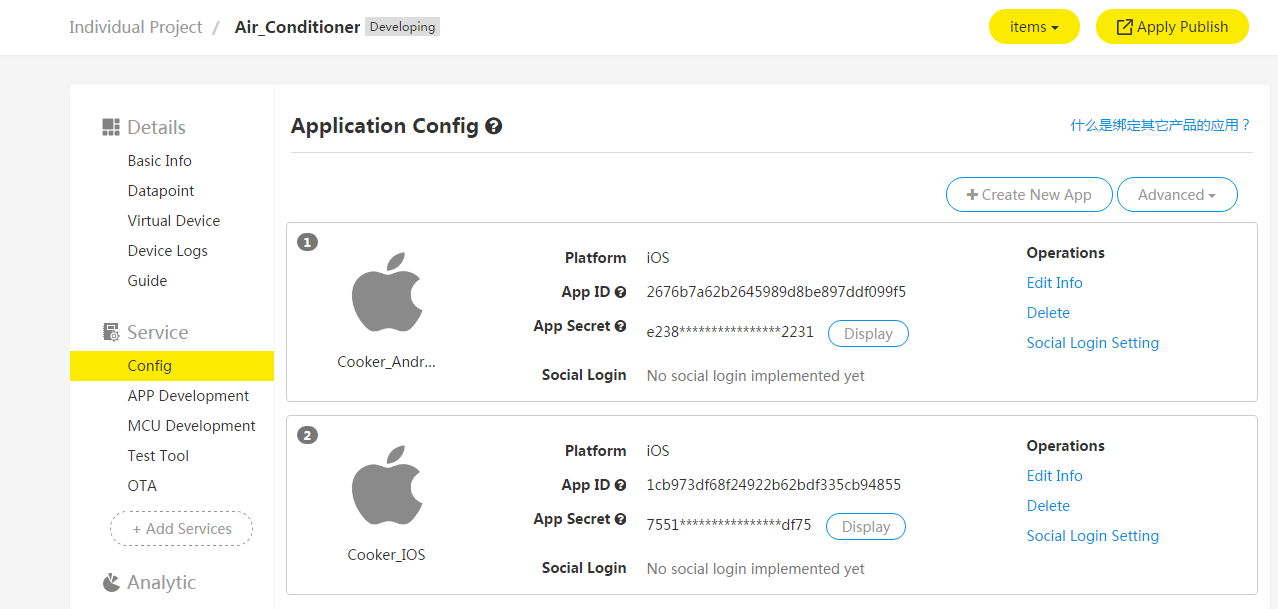 Individual Project / Air_Conditioner Developing
items
Apply Publish
Details
Basic Info
Datapoint
Virtual Device
Device Logs
Guide
Service
Config
APP Development
MCU Development
Test Tool
OTA
+ Add Services
Analytic
Application Config ?
什么是绑定其它产品的应用？
+ Create New App
Advanced
1
Cooker_Andr...
Platform iOS
App ID ? 2676b7a62b2645989d8be897ddf099f5
App Secret ? e238****************2231 Display
Social Login No social login implemented yet
Operations
Edit Info
Delete
Social Login Setting
2
Cooker_IOS
Platform iOS
App ID ? 1cb973df68f24922b62bdf335cb94855
App Secret ? 7551****************df75 Display
Social Login No social login implemented yet
Operations
Edit Info
Delete
Social Login Setting